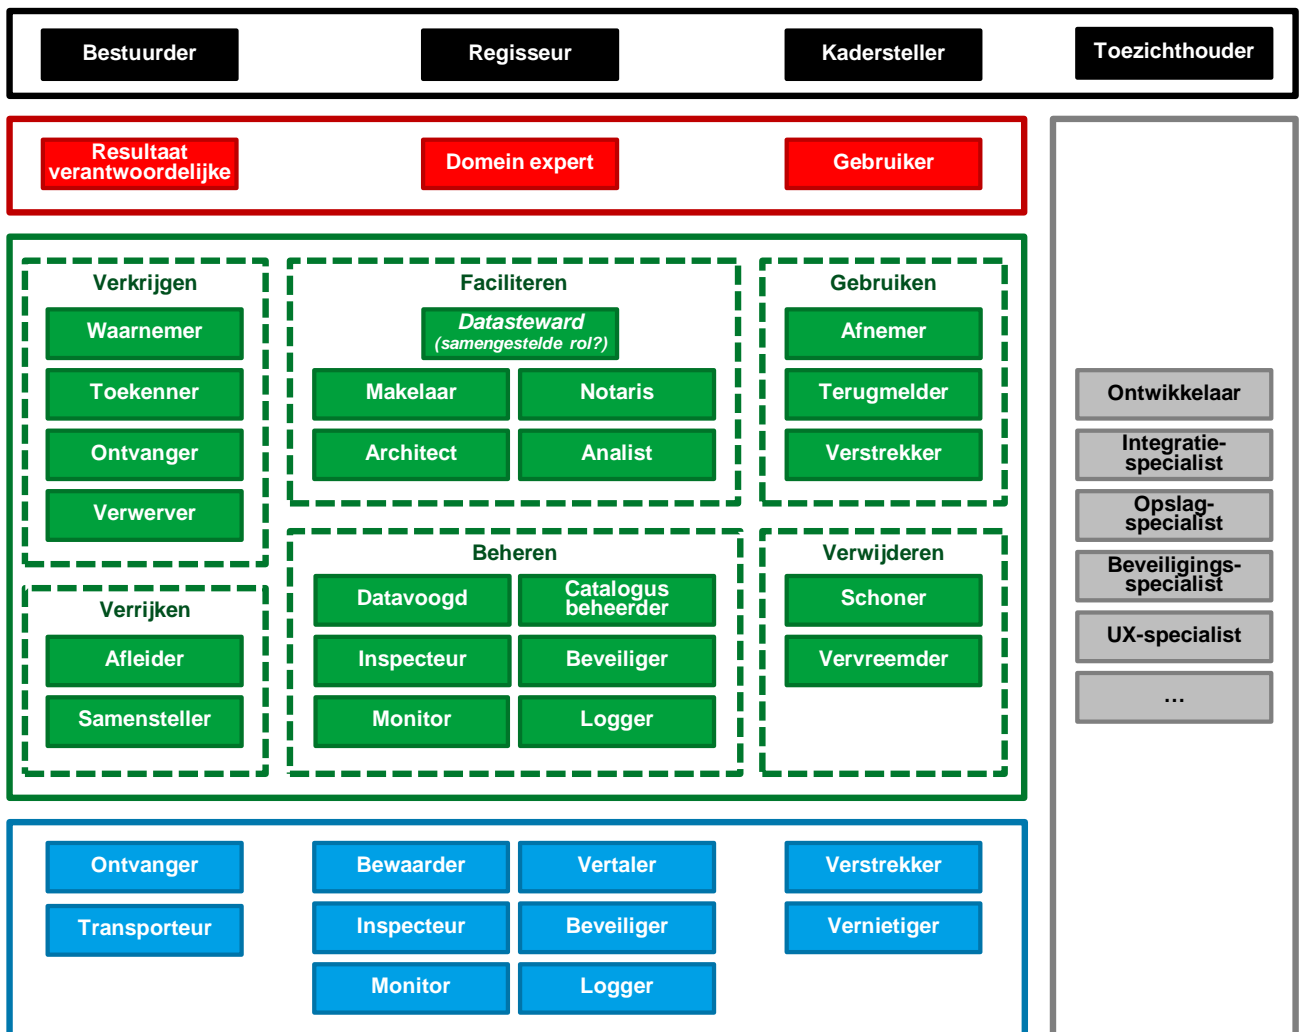 Bestuurder
Regisseur
Kadersteller
Toezichthouder
Resultaat
verantwoordelijke
Domein expert
Gebruiker
Verkrijgen
Waarnemer
Toekenner
Ontvanger
Verwerver
Faciliteren
Datasteward
(samengestelde rol?)
Makelaar
Notaris
Architect
Analist
Gebruiken
Afnemer
Terugmelder
Verstrekker
Verrijken
Afleider
Samensteller
Beheren
Datavoogd
Catalogus
beheerder
Inspecteur
Beveiliger
Monitor
Logger
Verwijderen
Schoner
Vervreemder
Ontwikkelaar
Integratie-
specialist
Opslag-
specialist
Beveiligings-
specialist
UX-specialist
…
Ontvanger
Transporteur
Bewaarder
Vertaler
Inspecteur
Beveiliger
Monitor
Logger
Verstrekker
Vernietiger